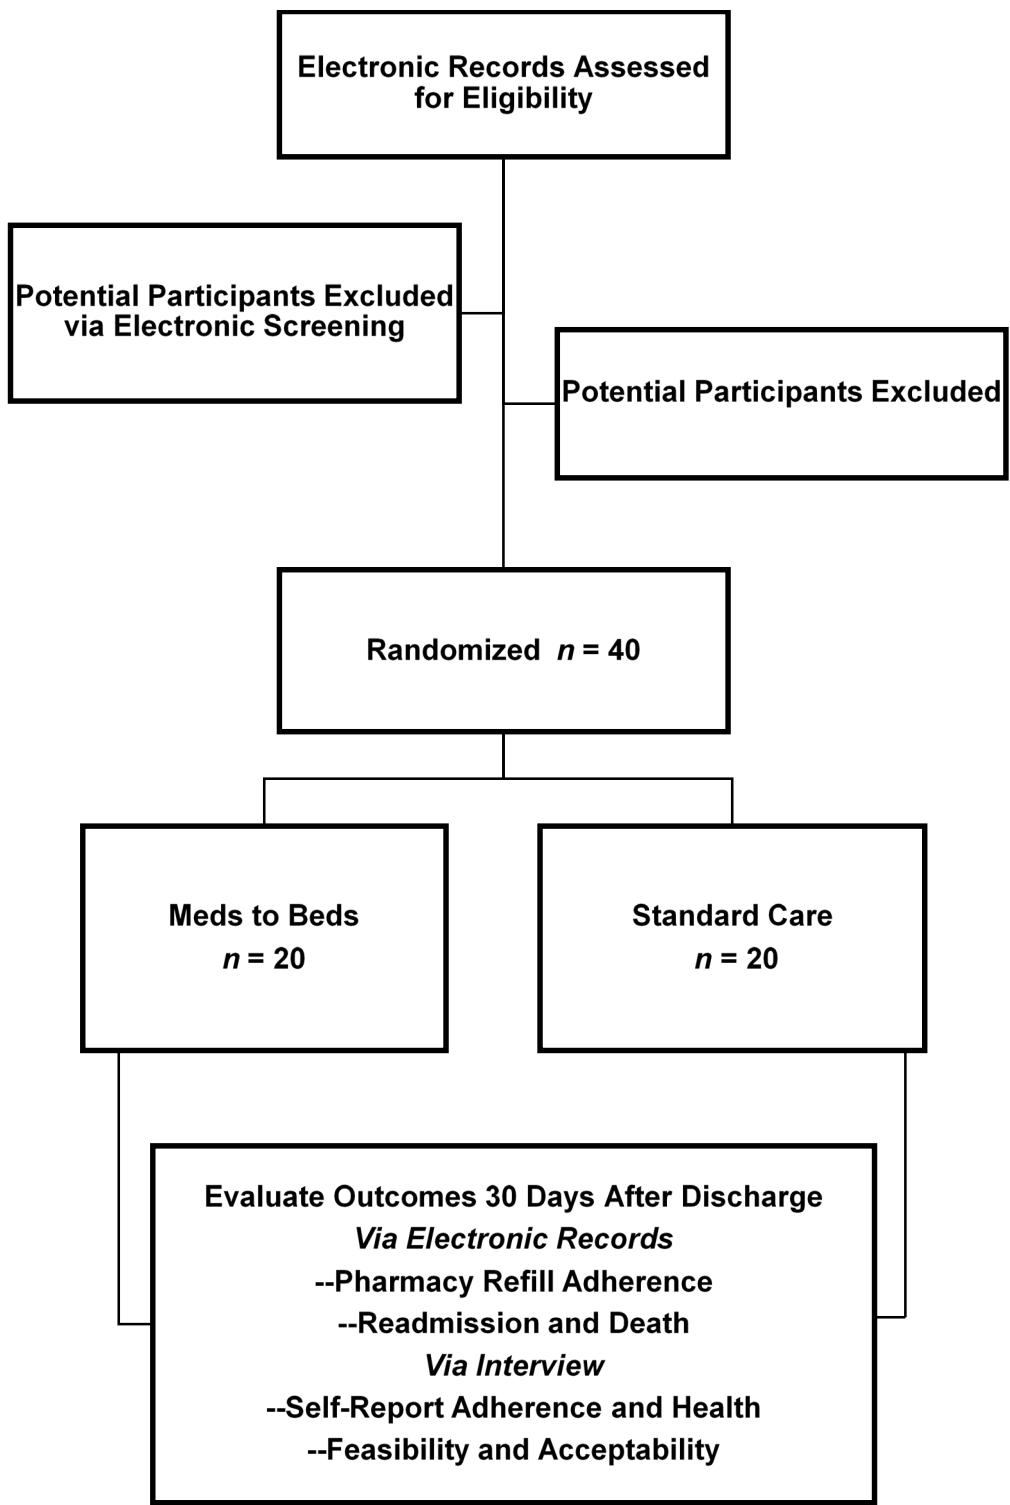 Electronic Records Assessed
for Eligibility
Potential Participants Excluded
via Electronic Screening
Potential Participants Excluded
Randomized n = 40
Meds to Beds
n = 20
Standard Care
n = 20
Evaluate Outcomes 30 Days After Discharge
Via Electronic Records
--Pharmacy Refill Adherence
--Readmission and Death
Via Interview
--Self-Report Adherence and Health
--Feasibility and Acceptability